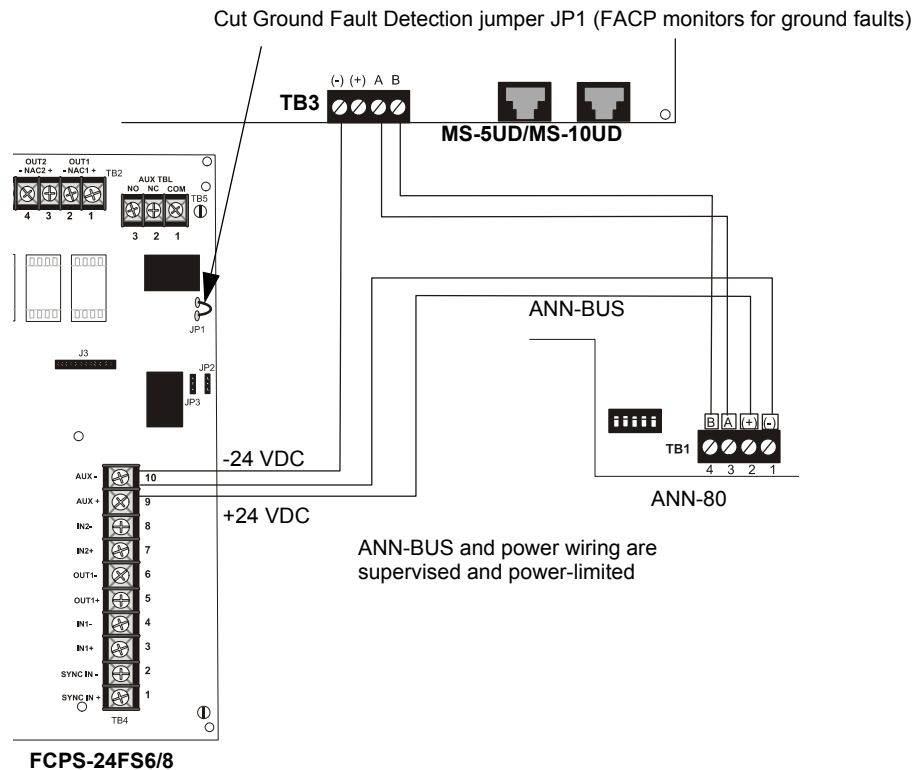 Cut Ground Fault Detection jumper JP1 (FACP monitors for ground faults)
(-) (+) A B
TB3
MS-5UD/MS-10UD
OUT2 OUT1
- NAC2 + - NAC1 + TB2
4 3 2 1
AUX TBL
NO NC COM
TB5
3 2 1
JP1
ANN-BUS
J3
JP2
JP3
B A (+) (-)
TB1
4 3 2 1
ANN-80
-24 VDC
AUX - 10
AUX + 9
+24 VDC
IN2- 8
IN2+ 7
OUT1- 6
OUT1+ 5
IN1- 4
IN1+ 3
SYNC IN - 2
SYNC IN + 1
TB4
ANN-BUS and power wiring are
supervised and power-limited
FCPS-24FS6/8